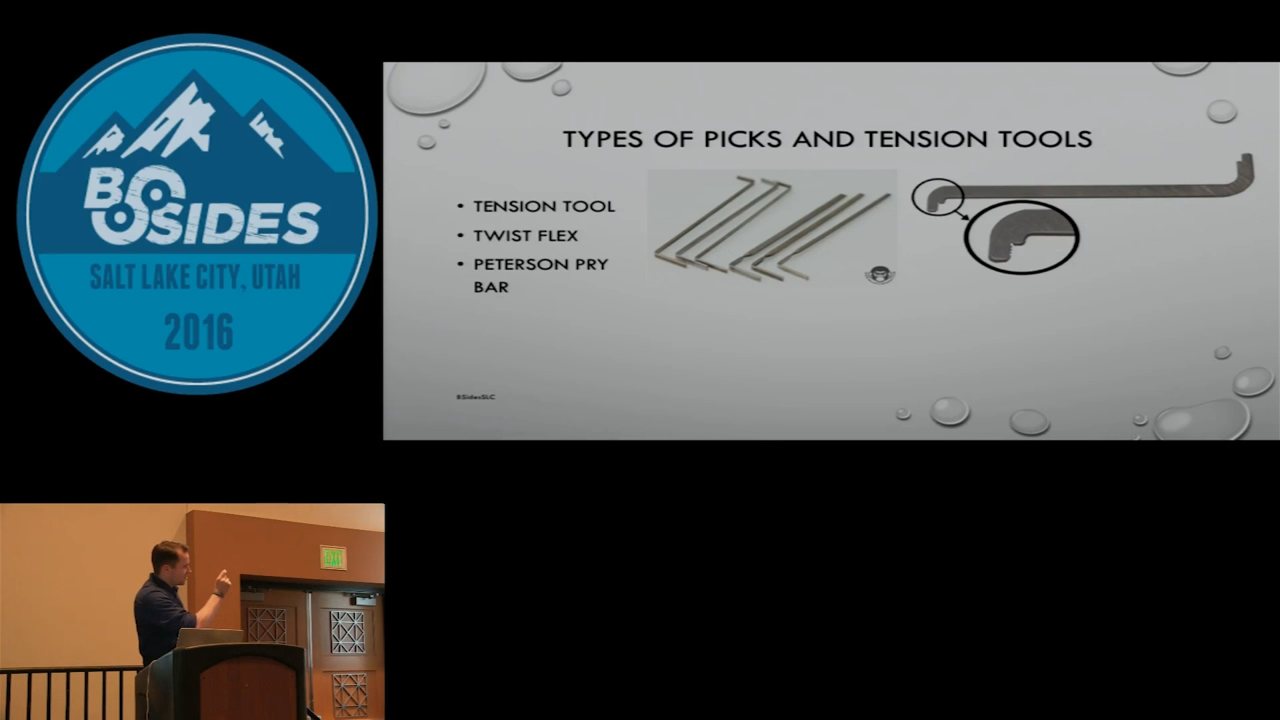 BSIDES
SALT LAKE CITY, UTAH
2016
TYPES OF PICKS AND TENSION TOOLS
• TENSION TOOL
• TWIST FLEX
• PETERSON PRY
BAR
BSidesSLC
EXIT